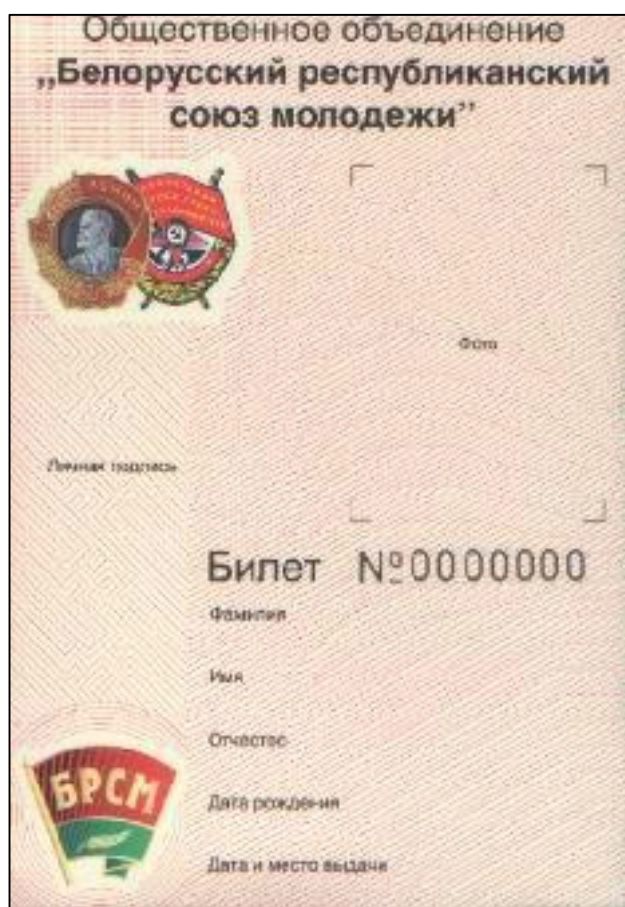 Общественное объединение
„Белорусский республиканский
союз молодежи”
Фото
Личная подпись
Билет №0000000
Фамилия
Имя
Отчество
Дата рождения
Дата и место выдачи
БРСМ